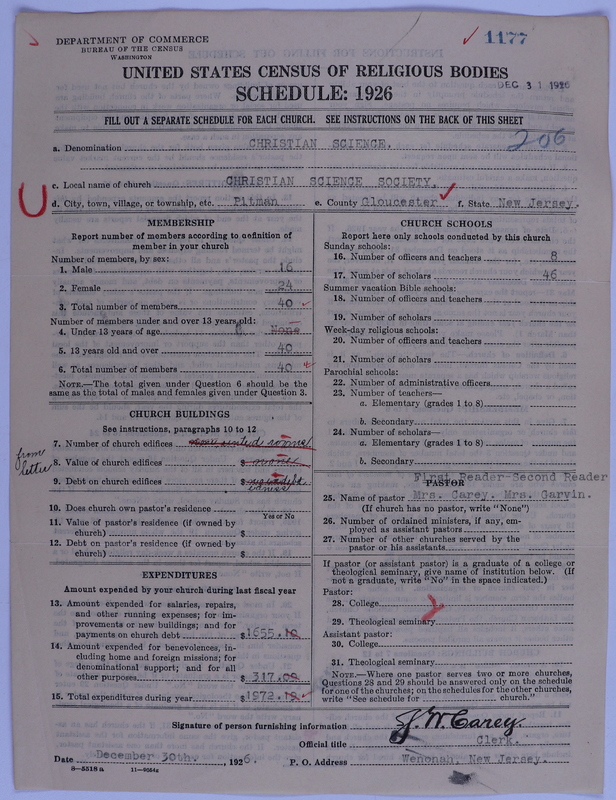 DEPARTMENT OF COMMERCE
BUREAU OF THE CENSUS
WASHINGTON
1177
UNITED STATES CENSUS OF RELIGIOUS BODIES
DEC 31 1926
SCHEDULE: 1926
FILL OUT A SEPARATE SCHEDULE FOR EACH CHURCH. SEE INSTRUCTIONS ON THE BACK OF THIS SHEET
206
a. Denomination CHRISTIAN SCIENCE.
c. Local name of church CHRISTIAN SCIENCE SOCIETY,
d. City, town, village, or township, etc. Pitman e. County Gloucester f. State New Jersey.
MEMBERSHIP
Report number of members according to definition of
member in your church
Number of members, by sex:
1. Male 16
2. Female 24
3. Total number of members 40
Number of members under and over 13 years old:
4. Under 13 years of age None
5. 13 years old and over 40
6. Total number of members 40
NOTE.—The total given under Question 6 should be the
same as the total of males and females given under Question 3.
CHURCH BUILDINGS
See instructions, paragraphs 10 to 12
from
letter
7. Number of church edifices
8. Value of church edifices $
9. Debt on church edifices $
10. Does church own pastor's residence
Yes or No
11. Value of pastor's residence (if owned by
church) $
12. Debt on pastor's residence (if owned by
church) $
EXPENDITURES
Amount expended by your church during last fiscal year
13. Amount expended for salaries, repairs,
and other running expenses; for im-
provements or new buildings; and for
payments on church debt $1655.19
14. Amount expended for benevolences, in-
cluding home and foreign missions; for
denominational support; and for all
other purposes $317.00
15. Total expenditures during year $1972.19
CHURCH SCHOOLS
Report here only schools conducted by this church
Sunday schools:
16. Number of officers and teachers 8
17. Number of scholars 46
Summer vacation Bible schools:
18. Number of officers and teachers
19. Number of scholars
Week-day religious schools:
20. Number of officers and teachers
21. Number of scholars
Parochial schools:
22. Number of administrative officers
23. Number of teachers—
a. Elementary (grades 1 to 8)
b. Secondary
24. Number of scholars—
a. Elementary (grades 1 to 8)
b. Secondary
First Reader-Second Reader
PASTOR
25. Name of pastor Mrs. Carey. Mrs. Garvin.
(If church has no pastor, write "None")
26. Number of ordained ministers, if any, em-
ployed as assistant pastors
27. Number of other churches served by the
pastor or his assistants
If pastor (or assistant pastor) is a graduate of a college or
theological seminary, give name of institution below. (If
not a graduate, write "No" in the space indicated.)
Pastor:
28. College
29. Theological seminary
Assistant pastor:
30. College
31. Theological seminary
NOTE.—Where one pastor serves two or more churches,
Questions 28 and 29 should be answered only on the schedule
for one of the churches; on the schedules for the other churches,
write "See schedule for church."
Signature of person furnishing information J. W. Carey.
Official title Clerk.
Date December 30th. 1926. P. O. Address Wenonah, New Jersey.
8-5518 a 11-9064